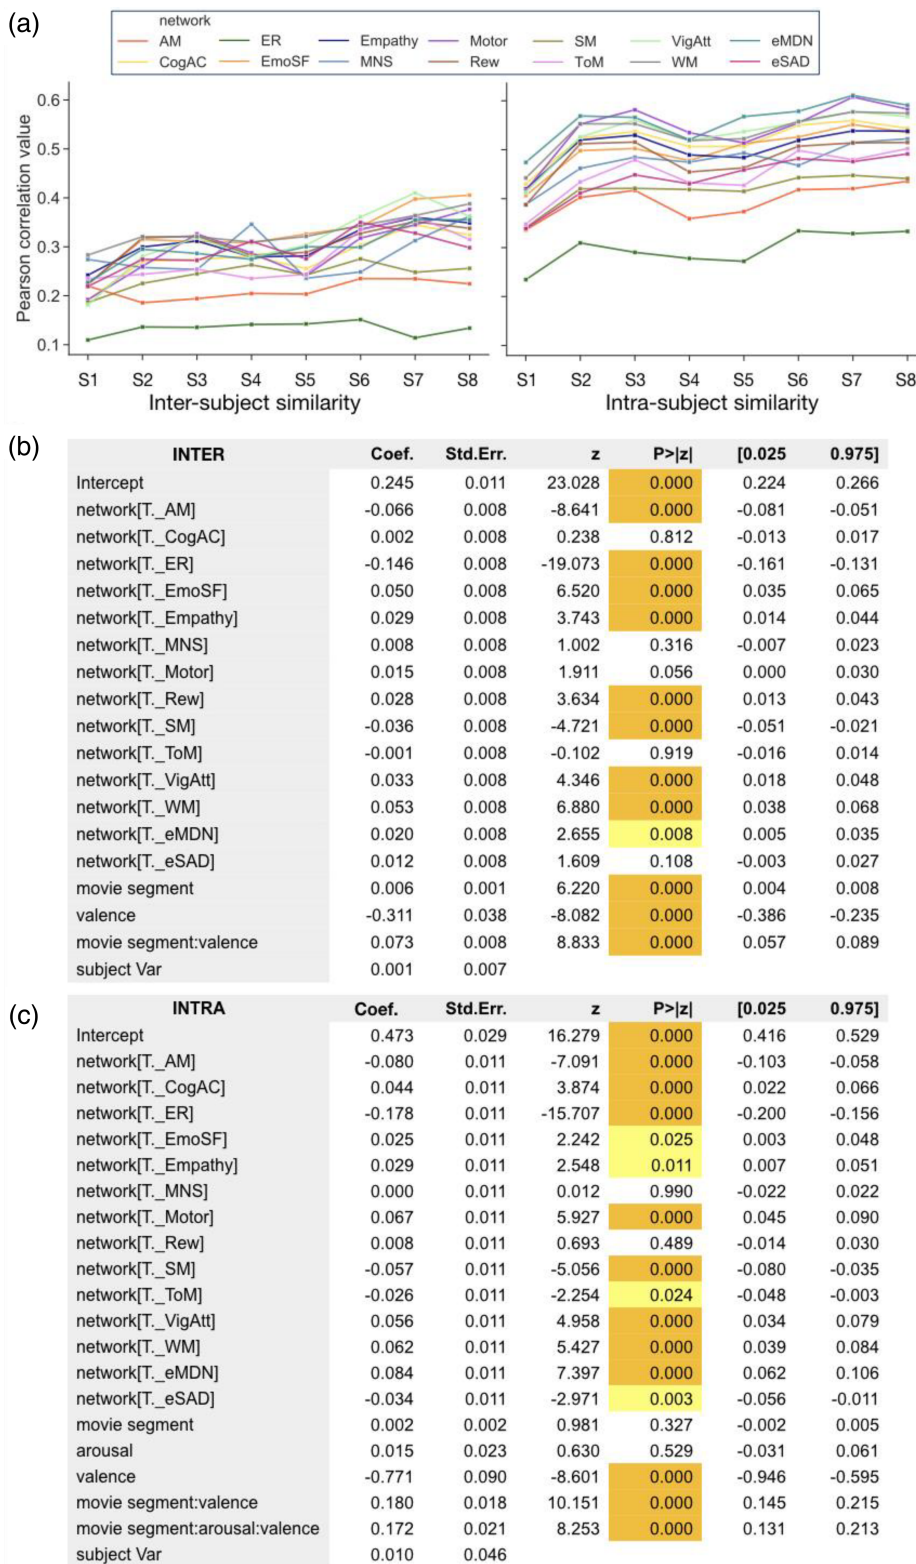 (a)
network
AM ER Empathy Motor SM VigAtt eMDN
CogAC EmoSF MNS Rew ToM WM eSAD
Pearson correlation value
0.6
0.5
0.4
0.3
0.2
0.1
S1 S2 S3 S4 S5 S6 S7 S8 S1 S2 S3 S4 S5 S6 S7 S8
Inter-subject similarity Intra-subject similarity
(b)
INTER Coef. Std.Err. z P>|z| [0.025 0.975]
Intercept 0.245 0.011 23.028 0.000 0.224 0.266
network[T._AM] -0.066 0.008 -8.641 0.000 -0.081 -0.051
network[T._CogAC] 0.002 0.008 0.238 0.812 -0.013 0.017
network[T._ER] -0.146 0.008 -19.073 0.000 -0.161 -0.131
network[T._EmoSF] 0.050 0.008 6.520 0.000 0.035 0.065
network[T._Empathy] 0.029 0.008 3.743 0.000 0.014 0.044
network[T._MNS] 0.008 0.008 1.002 0.316 -0.007 0.023
network[T._Motor] 0.015 0.008 1.911 0.056 0.000 0.030
network[T._Rew] 0.028 0.008 3.634 0.000 0.013 0.043
network[T._SM] -0.036 0.008 -4.721 0.000 -0.051 -0.021
network[T._ToM] -0.001 0.008 -0.102 0.919 -0.016 0.014
network[T._VigAtt] 0.033 0.008 4.346 0.000 0.018 0.048
network[T._WM] 0.053 0.008 6.880 0.000 0.038 0.068
network[T._eMDN] 0.020 0.008 2.655 0.008 0.005 0.035
network[T._eSAD] 0.012 0.008 1.609 0.108 -0.003 0.027
movie segment 0.006 0.001 6.220 0.000 0.004 0.008
valence -0.311 0.038 -8.082 0.000 -0.386 -0.235
movie segment:valence 0.073 0.008 8.833 0.000 0.057 0.089
subject Var 0.001 0.007
(c)
INTRA Coef. Std.Err. z P>|z| [0.025 0.975]
Intercept 0.473 0.029 16.279 0.000 0.416 0.529
network[T._AM] -0.080 0.011 -7.091 0.000 -0.103 -0.058
network[T._CogAC] 0.044 0.011 3.874 0.000 0.022 0.066
network[T._ER] -0.178 0.011 -15.707 0.000 -0.200 -0.156
network[T._EmoSF] 0.025 0.011 2.242 0.025 0.003 0.048
network[T._Empathy] 0.029 0.011 2.548 0.011 0.007 0.051
network[T._MNS] 0.000 0.011 0.012 0.990 -0.022 0.022
network[T._Motor] 0.067 0.011 5.927 0.000 0.045 0.090
network[T._Rew] 0.008 0.011 0.693 0.489 -0.014 0.030
network[T._SM] -0.057 0.011 -5.056 0.000 -0.080 -0.035
network[T._ToM] -0.026 0.011 -2.254 0.024 -0.048 -0.003
network[T._VigAtt] 0.056 0.011 4.958 0.000 0.034 0.079
network[T._WM] 0.062 0.011 5.427 0.000 0.039 0.084
network[T._eMDN] 0.084 0.011 7.397 0.000 0.062 0.106
network[T._eSAD] -0.034 0.011 -2.971 0.003 -0.056 -0.011
movie segment 0.002 0.002 0.981 0.327 -0.002 0.005
arousal 0.015 0.023 0.630 0.529 -0.031 0.061
valence -0.771 0.090 -8.601 0.000 -0.946 -0.595
movie segment:valence 0.180 0.018 10.151 0.000 0.145 0.215
movie segment:arousal:valence 0.172 0.021 8.253 0.000 0.131 0.213
subject Var 0.010 0.046